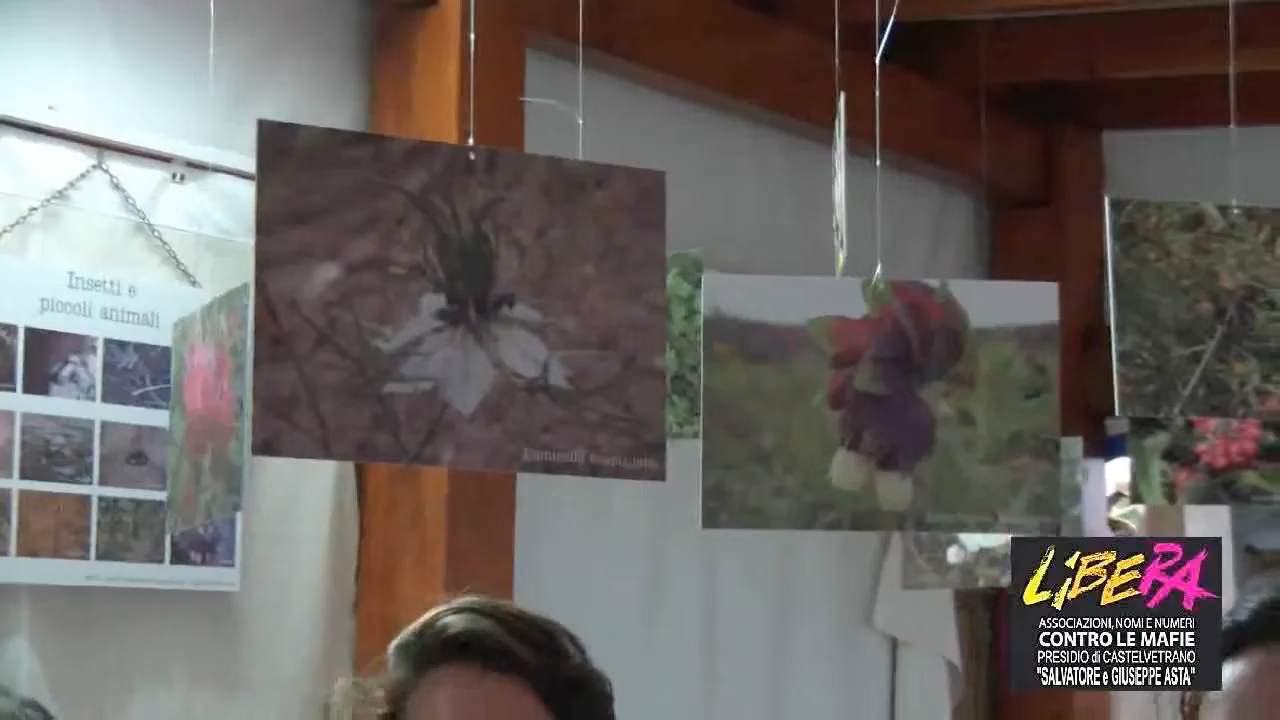 Insetti e
piccoli animali
LiBERA
ASSOCIAZIONI, NOMI E NUMERI
CONTRO LE MAFIE
PRESIDIO di CASTELVETRANO
"SALVATORE e GIUSEPPE ASTA"